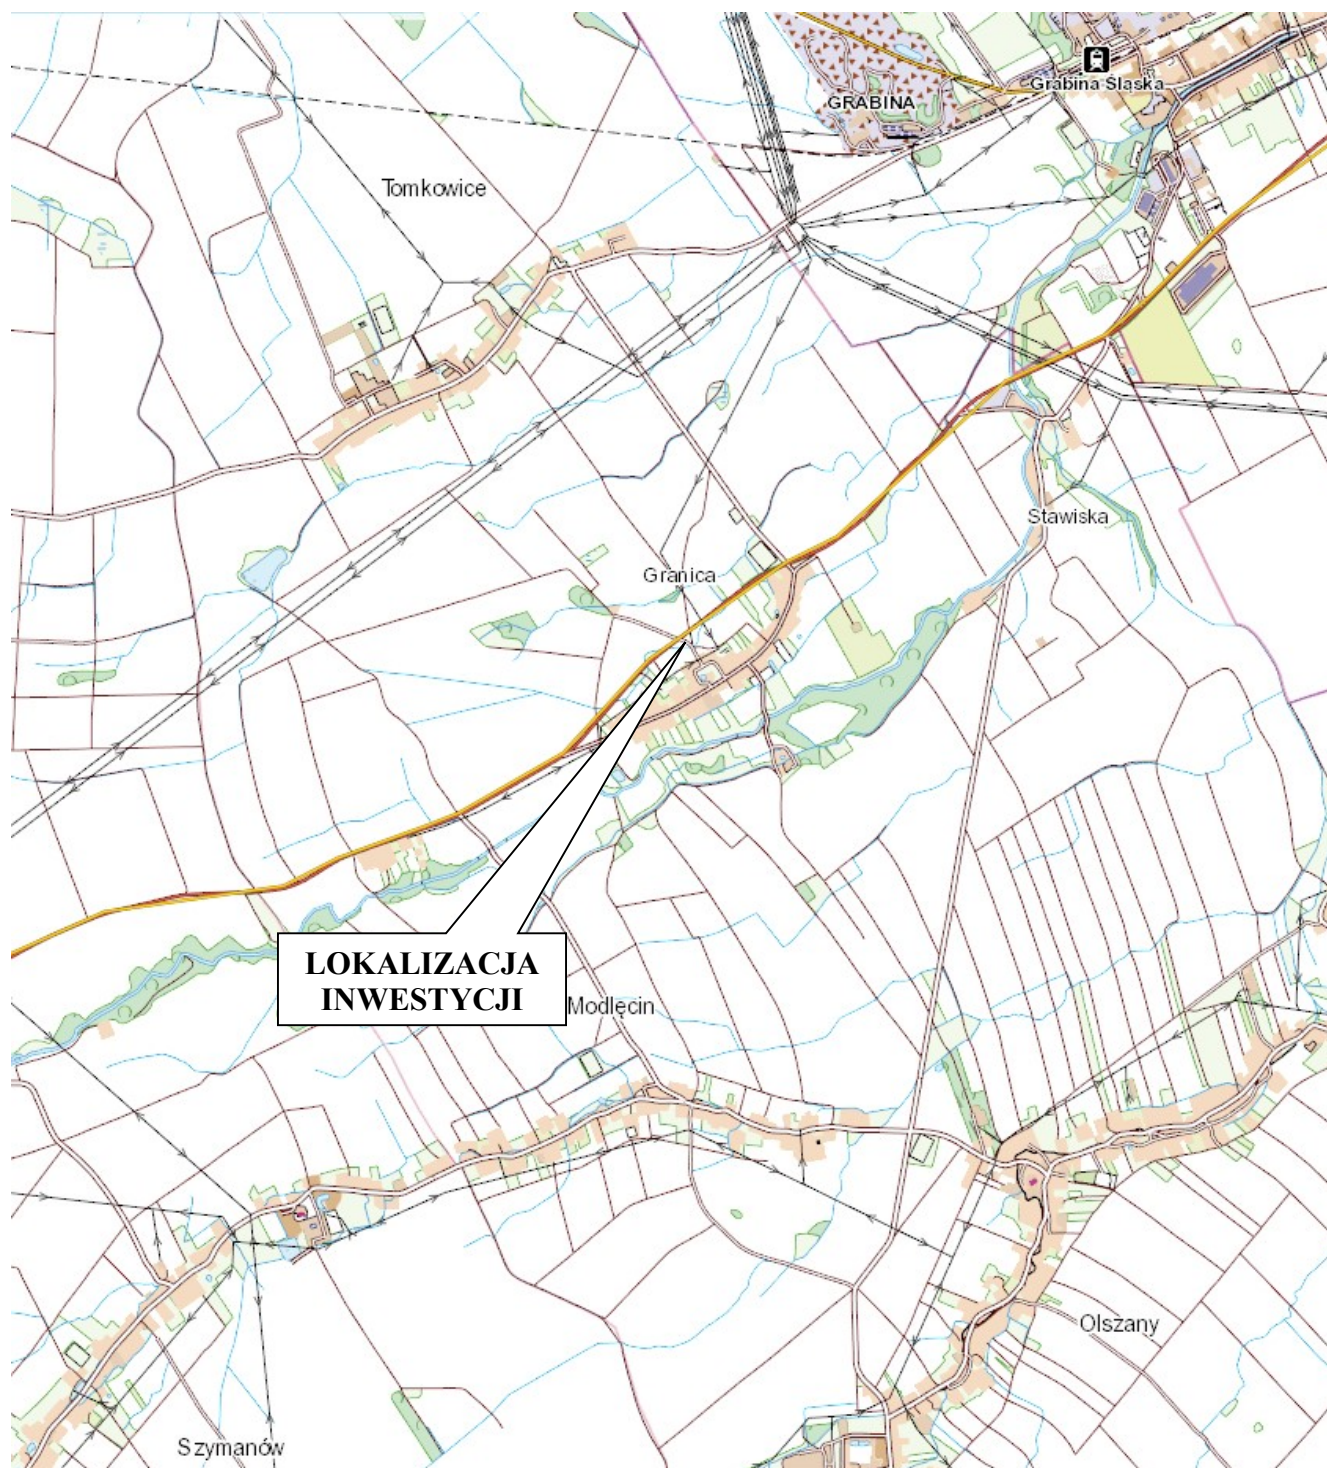 Grabina Śląska
GRABINA
Tomkowice
Stawiska
Granica
LOKALIZACJA
INWESTYCJI
Modlęcin
Olszany
Szymanów